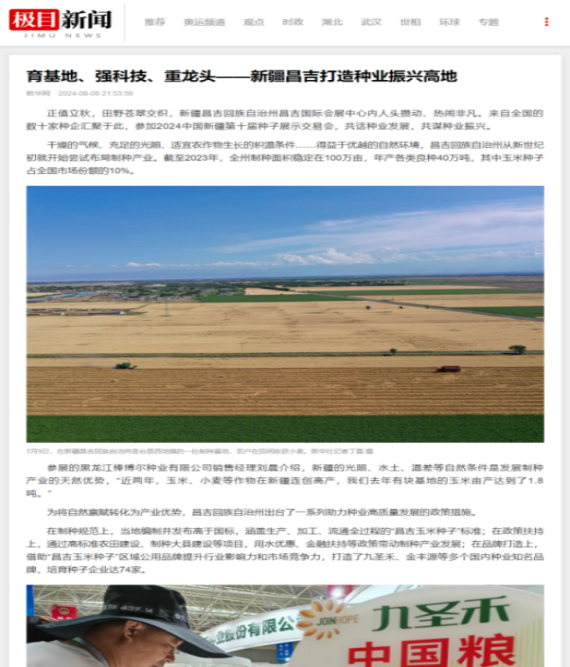 极目新闻
JIMU NEWS
推荐 奥运频道 观点 时政 湖北 武汉 世相 环球 专题
育基地、强科技、重龙头——新疆昌吉打造种业振兴高地
新华网 2024-08-08 21:53:56
正值立秋，田野苍翠交织，新疆昌吉回族自治州昌吉国际会展中心内人头攒动、热闹非凡。来自全国的
数十家种企汇聚于此，参加2024中国新疆第十届种子展示交易会，共话种业发展，共谋种业振兴。
干燥的气候、充足的光照、适宜农作物生长的积温条件……得益于优越的自然环境，昌吉回族自治州从新世纪
初就开始尝试布局制种产业。截至2023年，全州制种面积稳定在100万亩，年产各类良种40万吨，其中玉米种子
占全国市场份额的10%。
7月9日，在新疆昌吉回族自治州奇台县西地镇的一处制种基地，农户在田间收获小麦。新华社记者丁磊 摄
参展的黑龙江棒博尔种业有限公司销售经理刘晨介绍，新疆的光照、水土、温差等自然条件是发展制种
产业的天然优势，“近两年，玉米、小麦等作物在新疆连创高产，我们去年有块基地的玉米亩产达到了1.8
吨。”
为将自然禀赋转化为产业优势，昌吉回族自治州出台了一系列助力种业高质量发展的政策措施。
在制种规范上，当地编制并发布高于国标，涵盖生产、加工、流通全过程的“昌吉玉米种子”标准；在政策扶持
上，通过高标准农田建设、制种大县建设等项目，用水优惠、金融扶持等政策带动制种产业发展；在品牌打造上，
借助“昌吉玉米种子”区域公用品牌提升行业影响力和市场竞争力，打造了九圣禾、金丰源等多个国内种业知名品
牌，培育种子企业达74家。
业股份有限公
JOINHOPE
九圣禾
中国粮